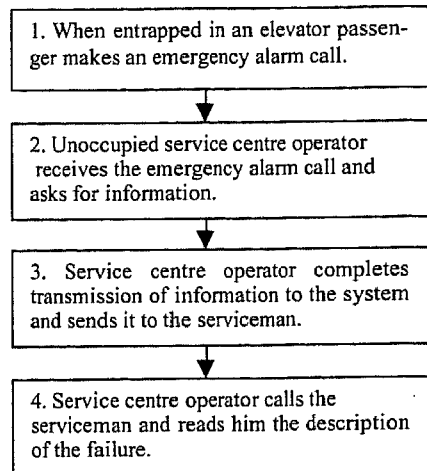 1. When entrapped in an elevator passen-
ger makes an emergency alarm call.
2. Unoccupied service centre operator
receives the emergency alarm call and
asks for information.
3. Service centre operator completes
transmission of information to the system
and sends it to the serviceman.
4. Service centre operator calls the
serviceman and reads him the description
of the failure.